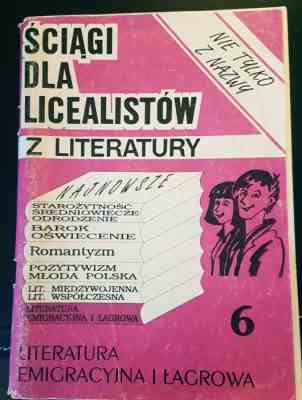 ŚCIĄGI
DLA
LICEALISTÓW
Z LITERATURY
NIE TYLKO
Z NAZWY
NAJNOWSZE
STAROŻYTNOŚĆ
ŚREDNIOWIECZE
ODRODZENIE
BAROK
OŚWIECENIE
Romantyzm
POZYTYWIZM
MŁODA POLSKA
LIT. MIĘDZYWOJENNA
LIT. WSPÓŁCZESNA
LITERATURA
EMIGRACYJNA I ŁAGROWA
6
LITERATURA
EMIGRACYJNA I ŁAGROWA